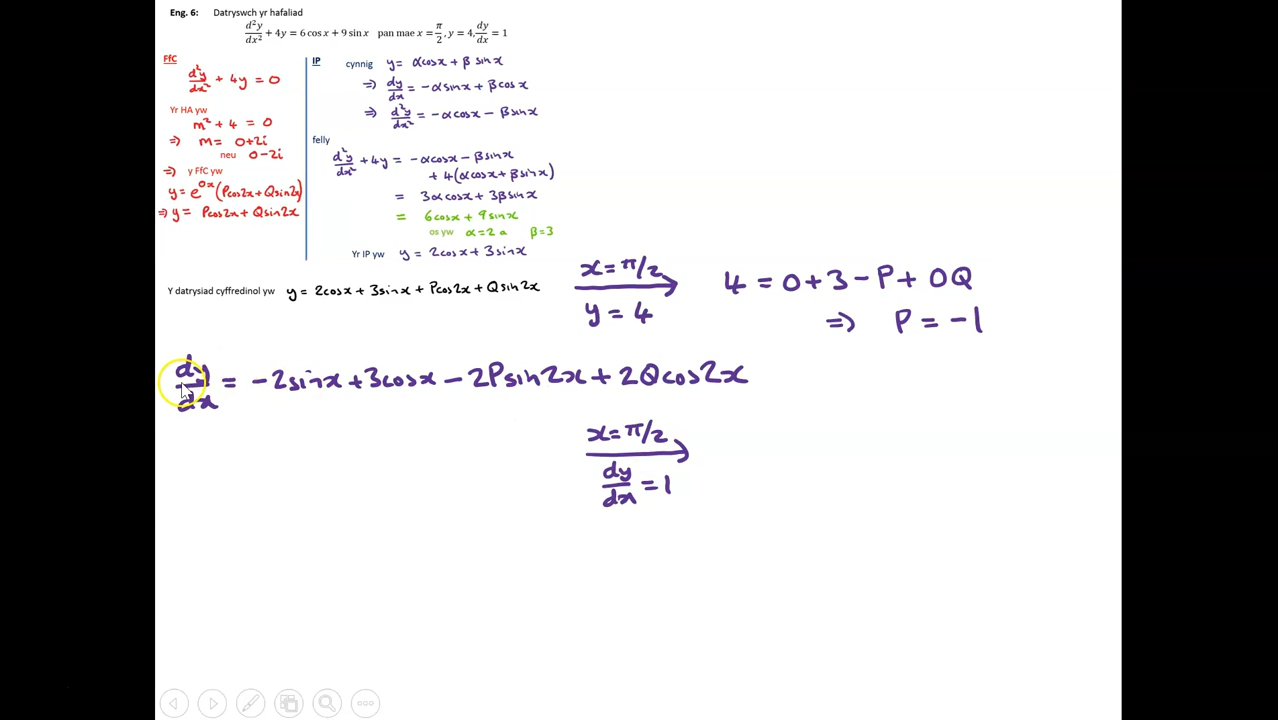 Eng. 6: Datryswch yr hafaliad
d²y/dx² + 4y = 6 cos x + 9 sin x pan mae x = π/2, y = 4, dy/dx = 1
FfC
d²y/dx² + 4y = 0
Yr HA yw
m² + 4 = 0
⇒ m = 0+2i
neu 0-2i
⇒ y FfC yw
y = e^0x (Pcos2x + Qsin2x)
⇒ y = Pcos2x + Qsin2x
IP cynnig y = αcosx + β sinx
⇒ dy/dx = -αsinx + βcosx
⇒ d²y/dx² = -αcosx - βsinx
felly
d²y/dx² + 4y = -αcosx - βsinx
+ 4(αcosx + βsinx)
= 3αcosx + 3βsinx
= 6cosx + 9sinx
os yw α=2 a β=3
Yr IP yw y = 2cosx + 3sinx
Y datrysiad cyffredinol yw y = 2cosx + 3sinx + Pcos2x + Qsin2x
x = π/2
y = 4
4 = 0 + 3 - P + 0Q
⇒ P = -1
dy/dx = -2sinx + 3cosx - 2Psin2x + 2Qcos2x
x = π/2
dy/dx = 1